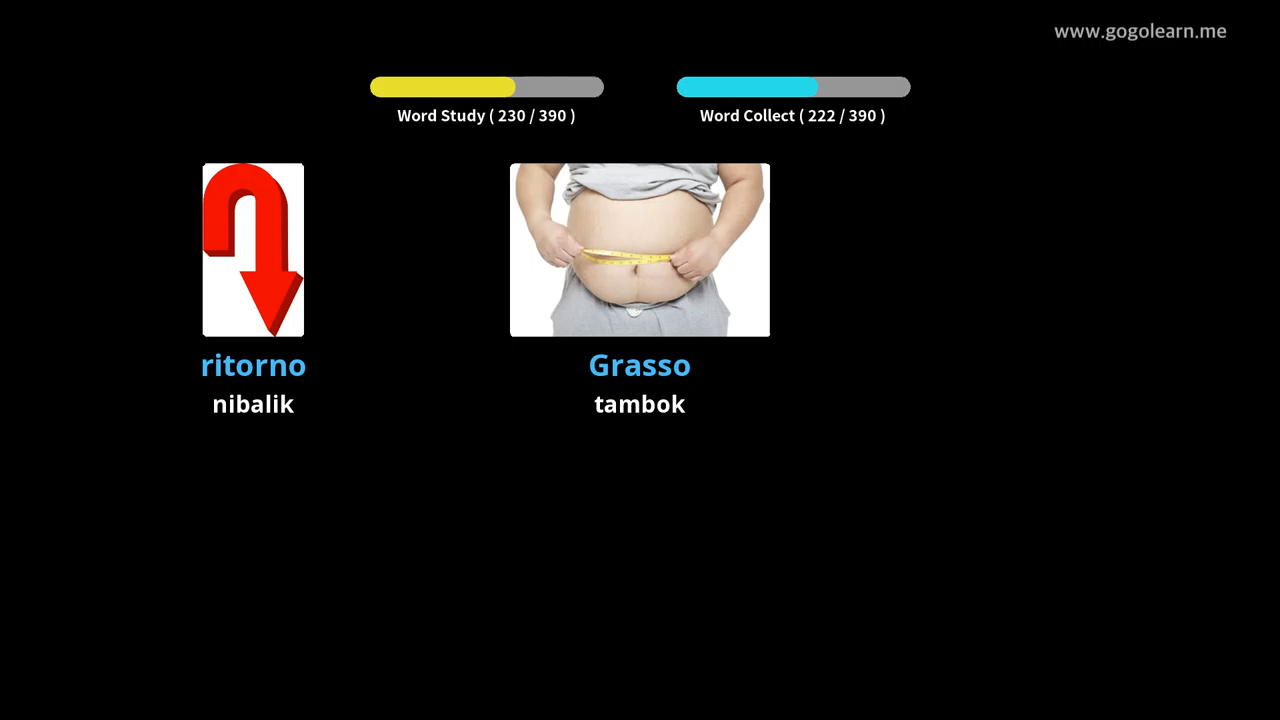 www.gogolearn.me
Word Study ( 230 / 390 )
Word Collect ( 222 / 390 )
ritorno
nibalik
Grasso
tambok